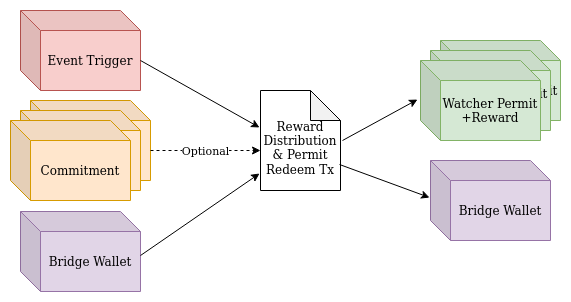 Event Trigger
Commitment
Bridge Wallet
Optional
Reward
Distribution
& Permit
Redeem Tx
Watcher Permit
+Reward
Bridge Wallet